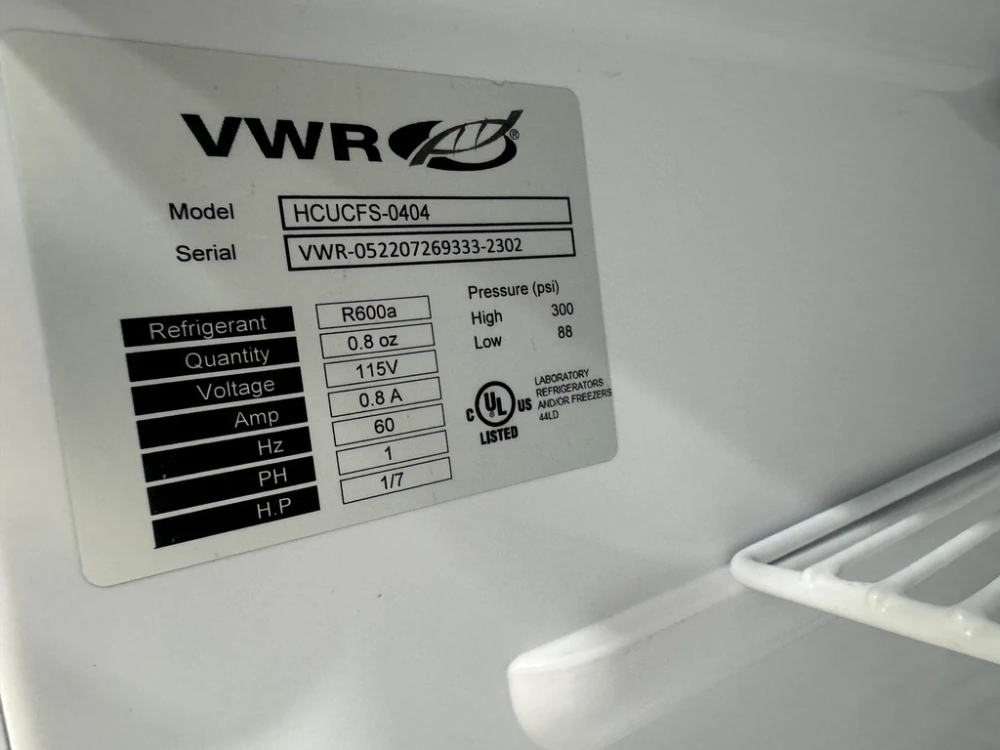 VWR®
Model HCUCFS-0404
Serial VWR-052207269333-2302
Refrigerant R600a
Quantity 0.8 oz
Voltage 115V
Amp 0.8 A
Hz 60
PH 1
H.P 1/7
Pressure (psi)
High 300
Low 88
C UL US
LISTED
LABORATORY
REFRIGERATORS
AND/OR FREEZERS
44LD